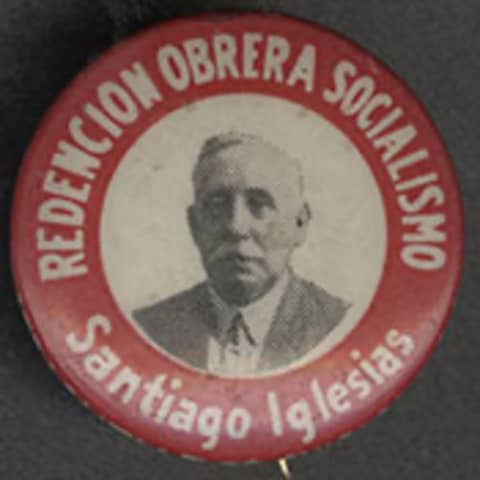 REDENCION OBRERA SOCIALISMO
Santiago Iglesias